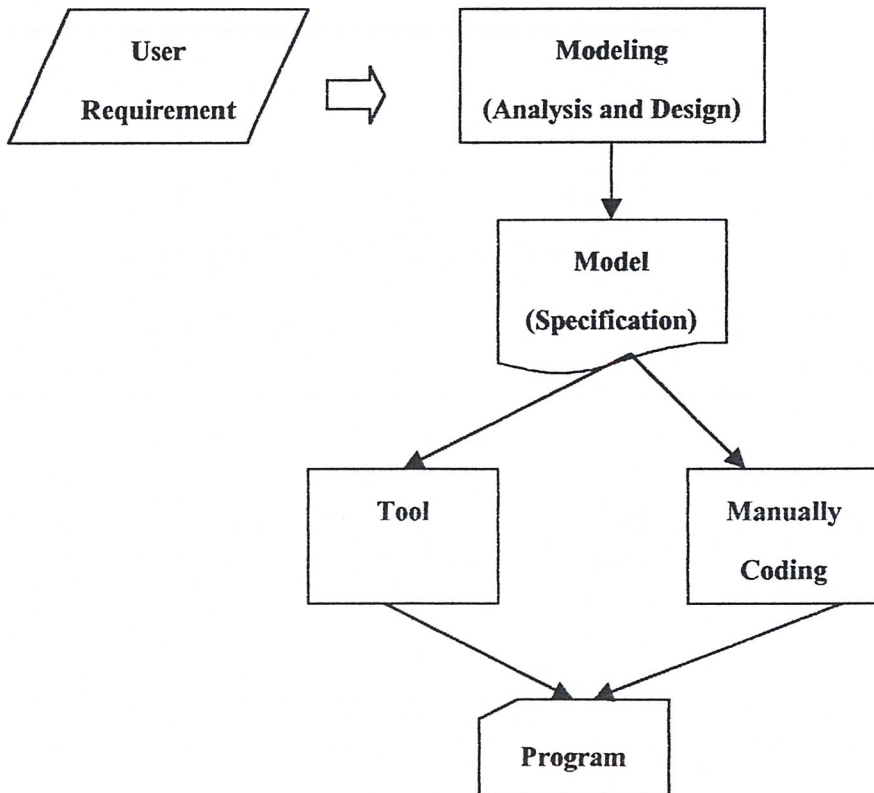 User
Requirement
Modeling
(Analysis and Design)
Model
(Specification)
Tool
Manually
Coding
Program